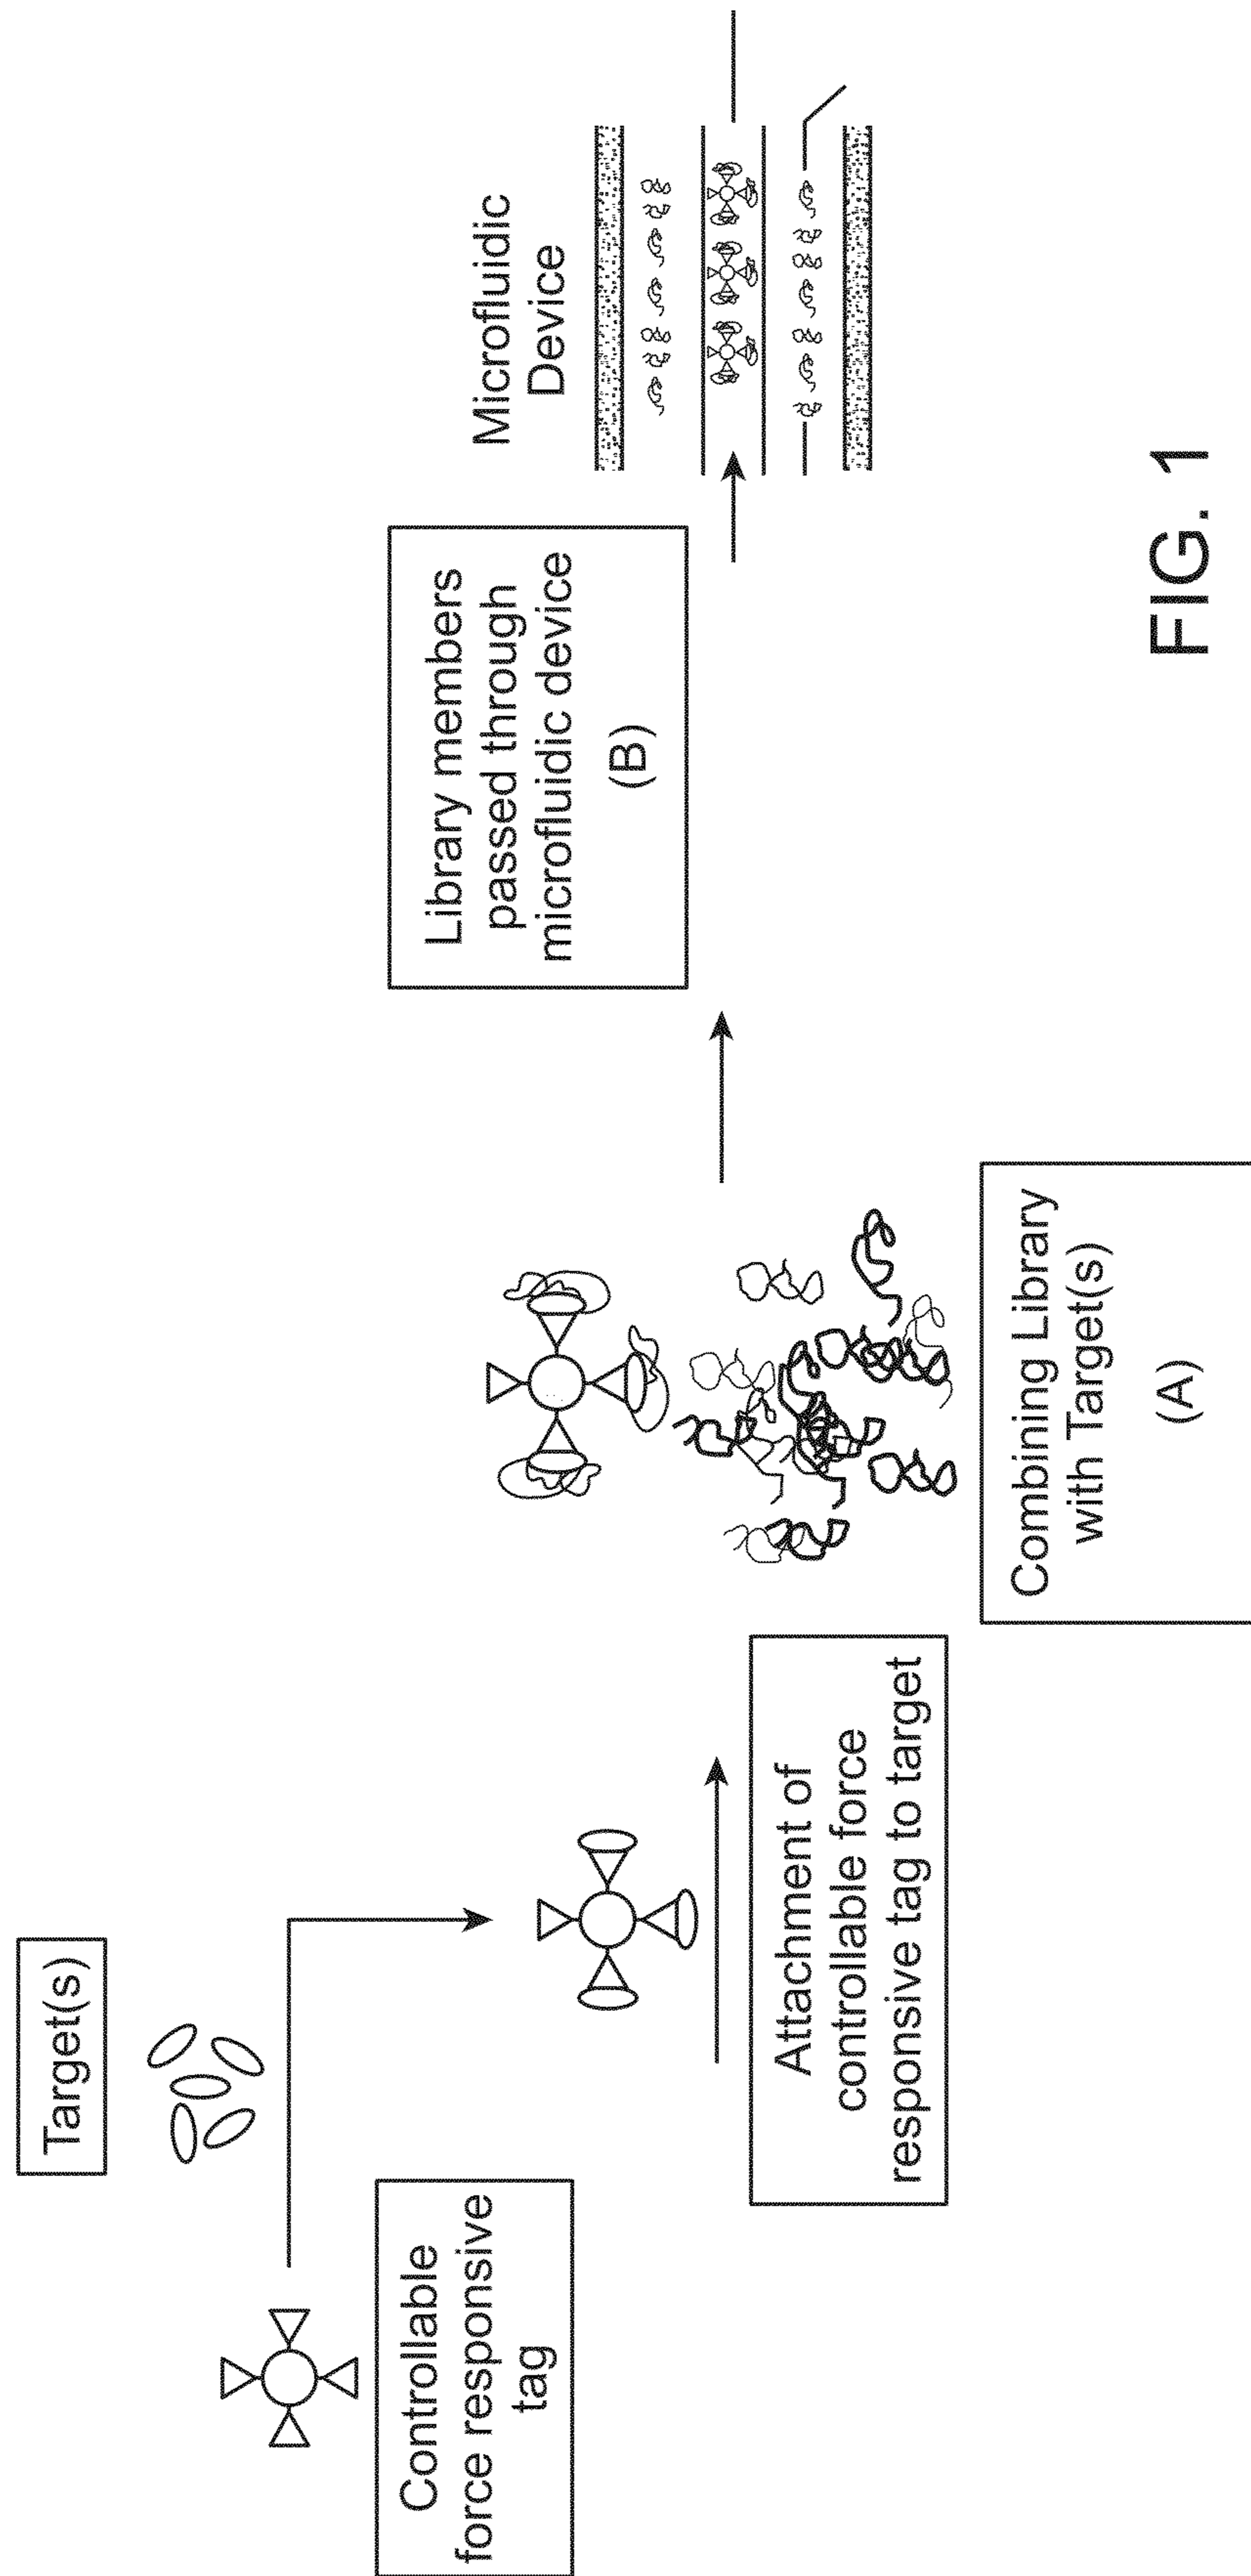 Target(s)
Controllable
force responsive
tag
Attachment of
controllable force
responsive tag to target
Combining Library
with Target(s)
(A)
Library members
passed through
microfluidic device
(B)
Microfluidic
Device
FIG. 1